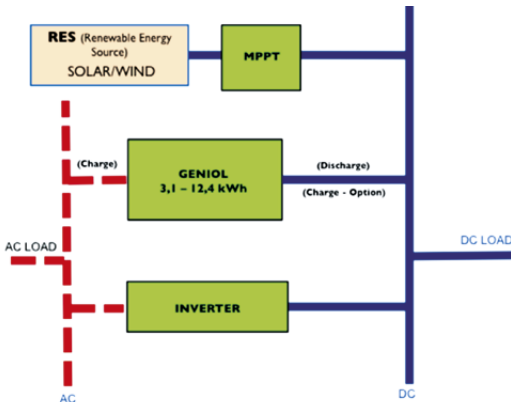 RES (Renewable Energy
Source)
SOLAR/WIND
MPPT
(Charge)
GENIOL
3,1 – 12,4 kWh
(Discharge)
(Charge - Option)
AC LOAD
DC LOAD
INVERTER
AC
DC